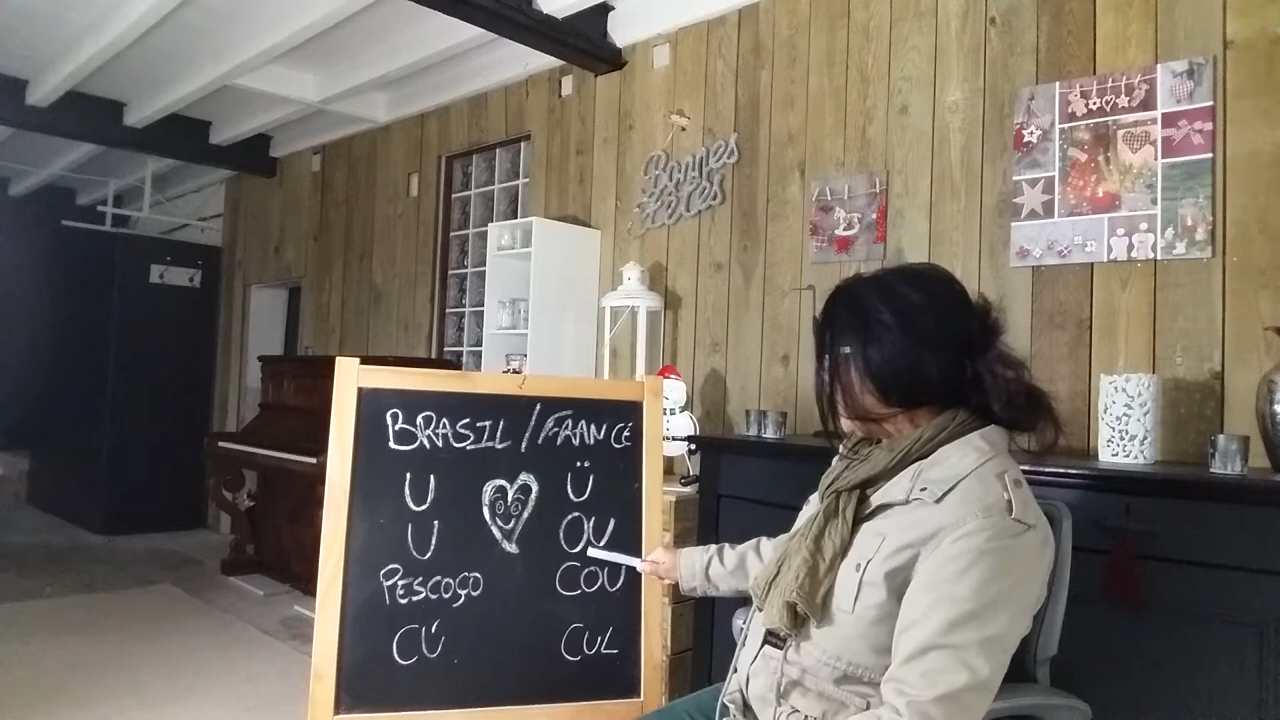 Bonnes
fêtes
BRASIL / FRANCE
U Ü
U OU
PESCOÇO COU
CÚ CUL